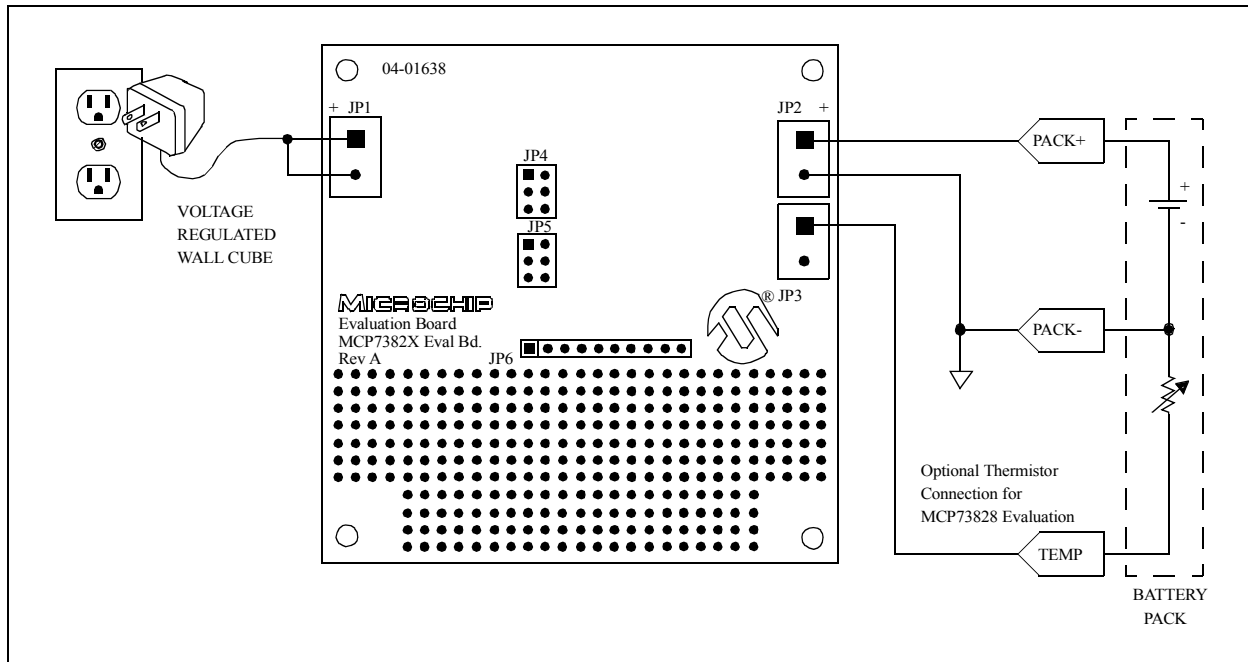 04-01638
+ JP1
JP2 +
PACK+
JP4
+
-
VOLTAGE
REGULATED
WALL CUBE
JP5
MICROCHIP
® JP3
Evaluation Board
MCP7382X Eval Bd.
Rev A
JP6
PACK-
Optional Thermistor
Connection for
MCP73828 Evaluation
TEMP
BATTERY
PACK